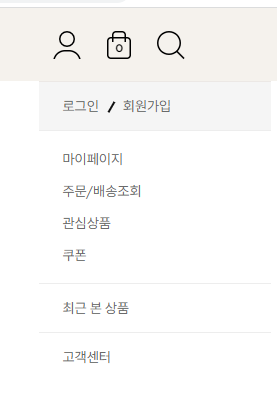 0
로그인 / 회원가입
마이페이지
주문/배송조회
관심상품
쿠폰
최근 본 상품
고객센터